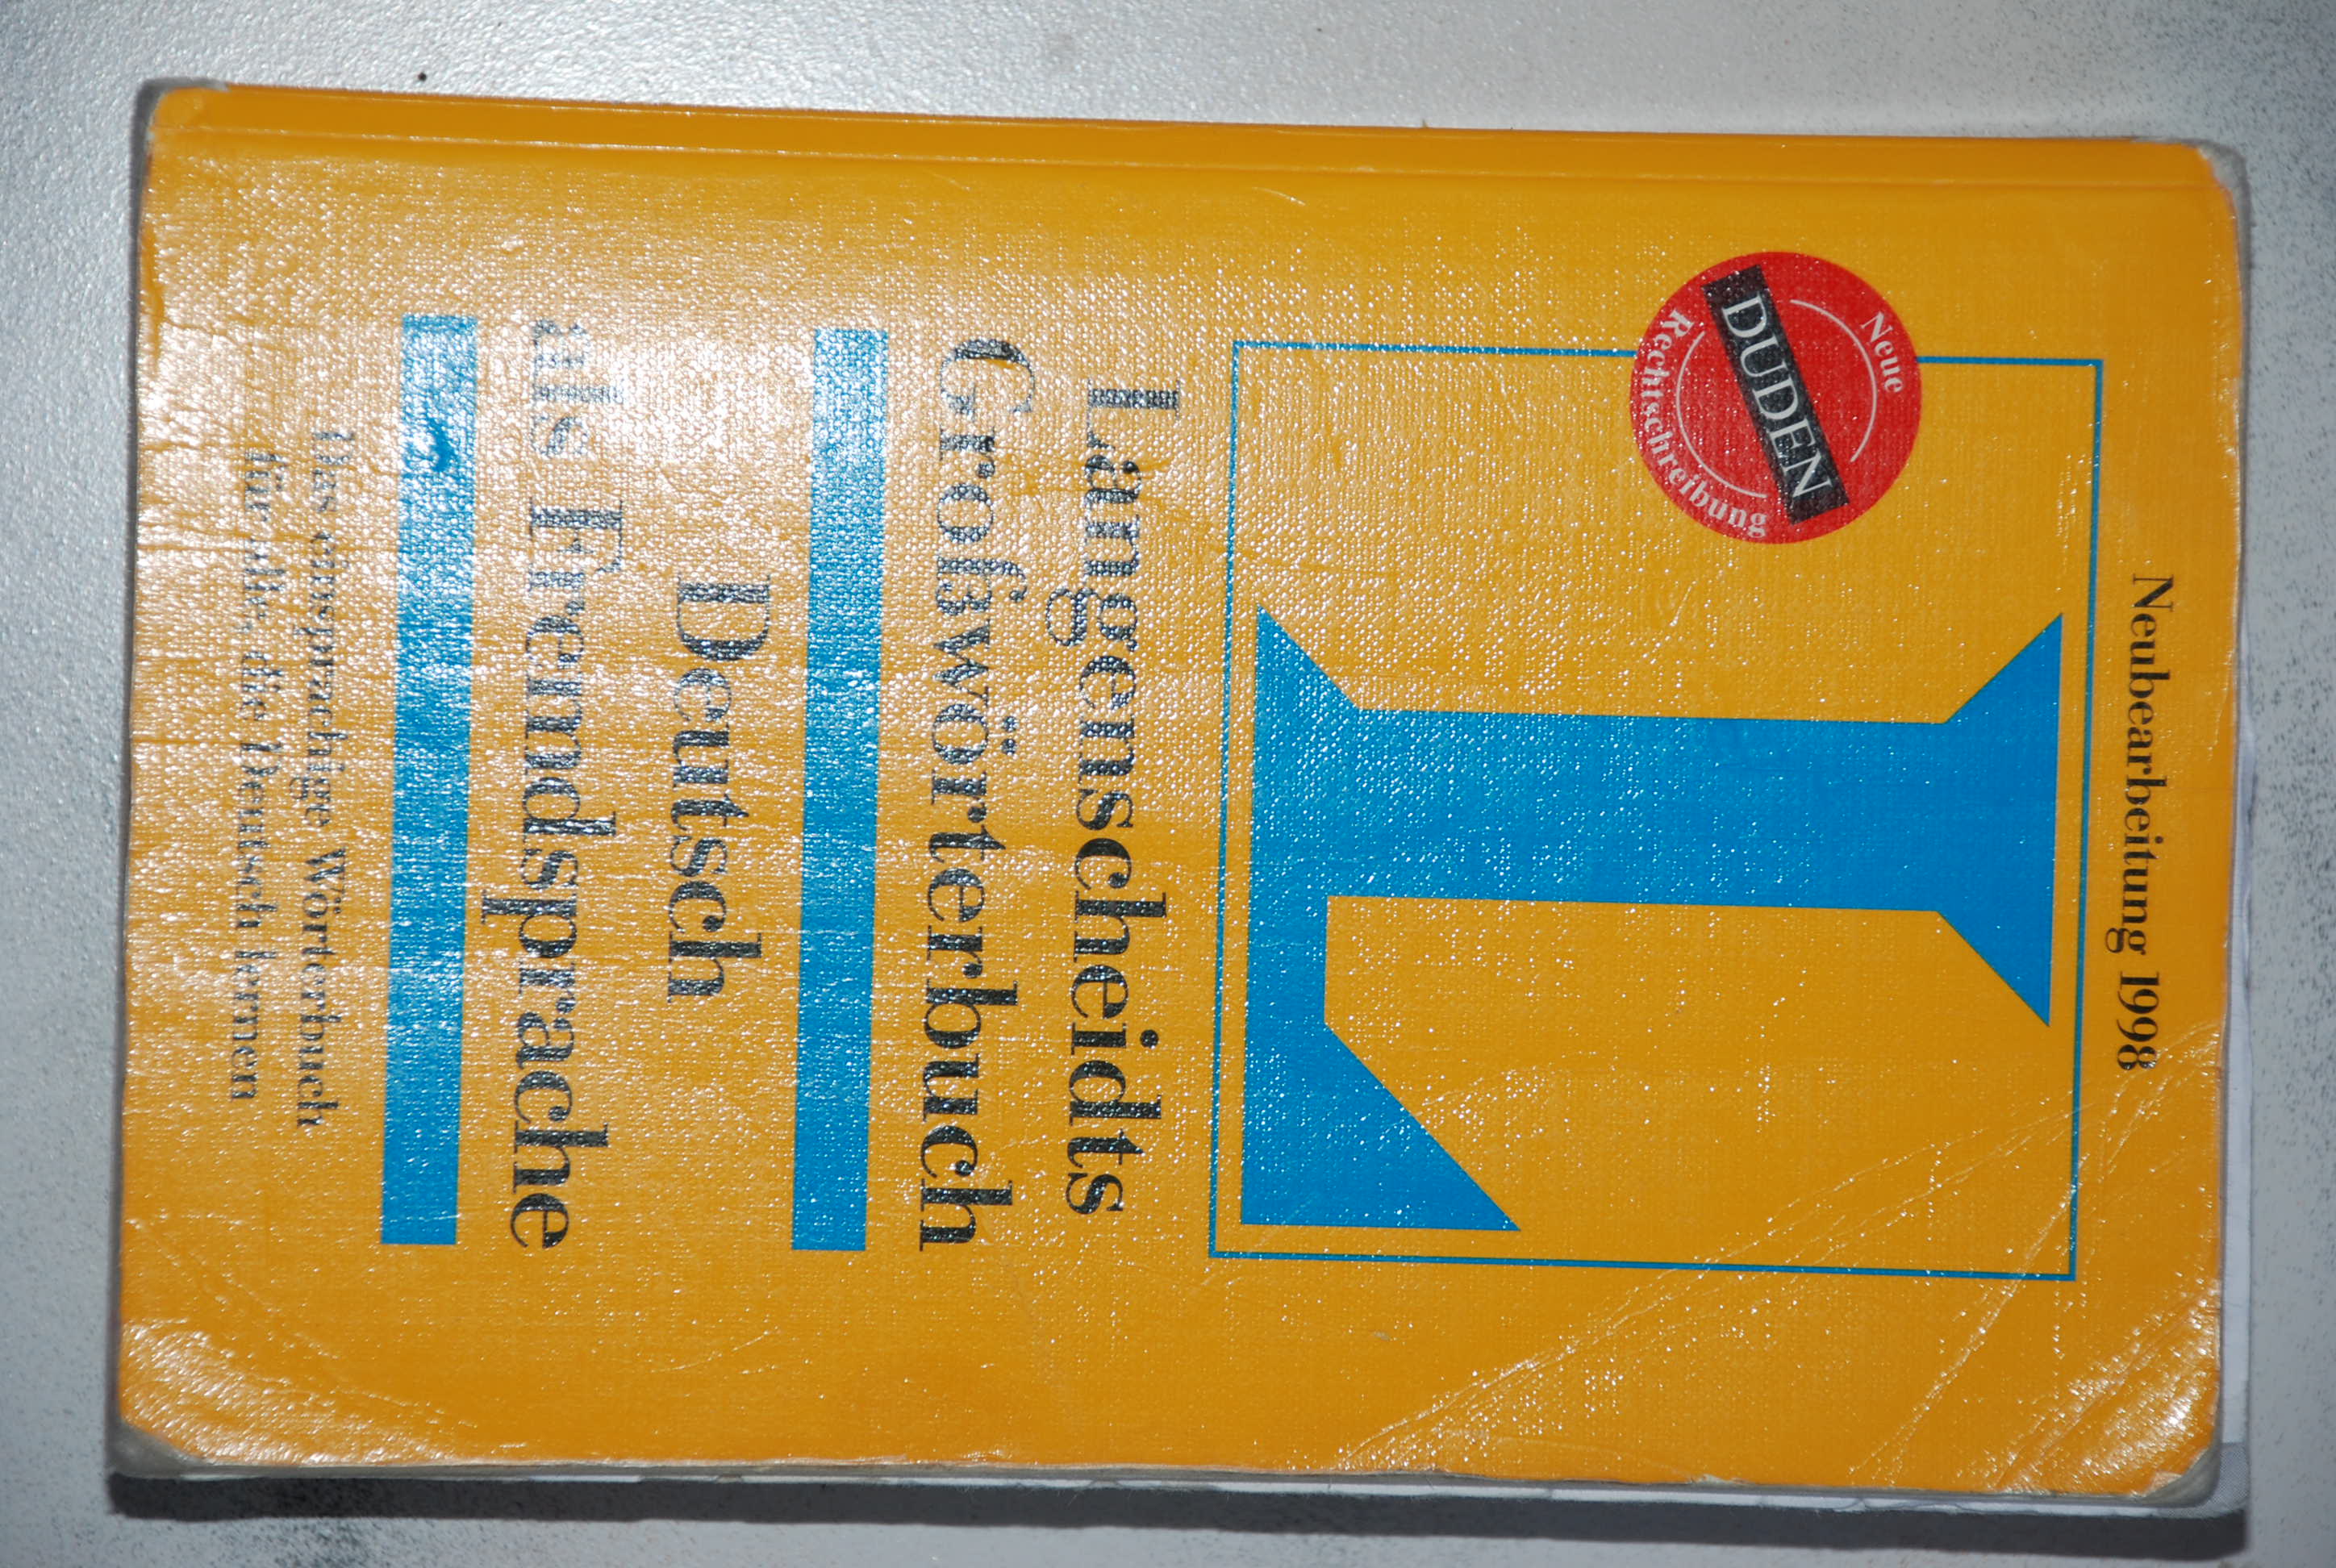 Neubearbeitung 1998
Neue
DUDEN
Rechtschreibung
L
Langenscheidts
Großwörterbuch
Deutsch
als Fremdsprache
Das einsprachige Wörterbuch
für alle, die Deutsch lernen